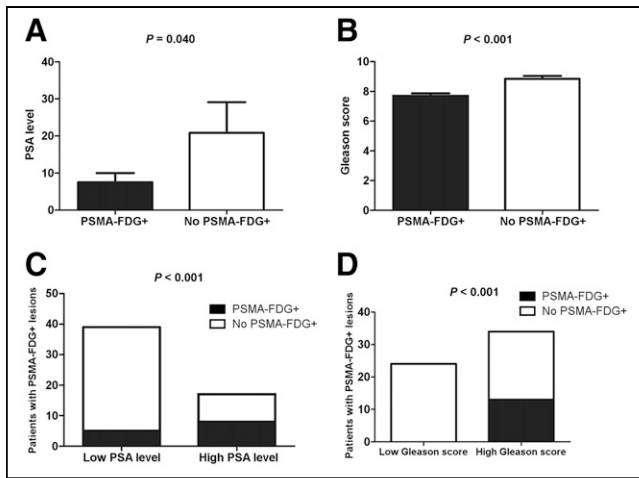 A
P = 0.040
PSA level
40
30
20
10
0
PSMA-FDG+ No PSMA-FDG+
B
P < 0.001
Gleason score
10
8
6
4
2
0
PSMA-FDG+ No PSMA-FDG+
C
P < 0.001
Patients with PSMA-FDG+ lesions
50
40
30
20
10
0
PSMA-FDG+
No PSMA-FDG+
Low PSA level High PSA level
D
P < 0.001
Patients with PSMA-FDG+ lesions
40
30
20
10
0
PSMA-FDG+
No PSMA-FDG+
Low Gleason score High Gleason score